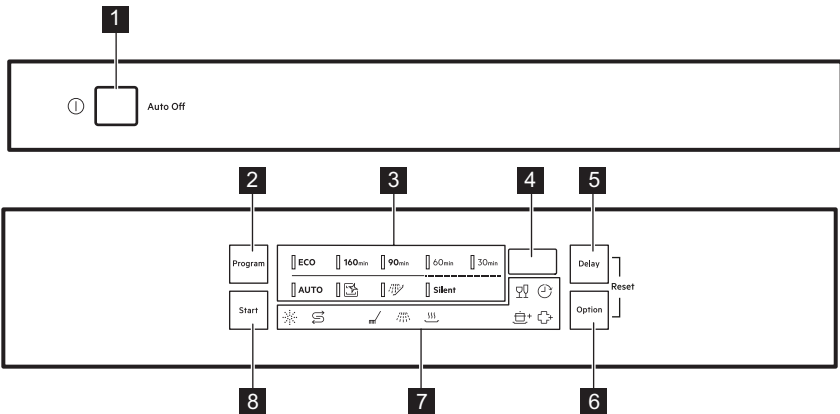 1
Auto Off
2
3
4
5
Program
ECO 160min 90min 60min 30min
Delay
AUTO Silent
Reset
Start
Option
8
7
6